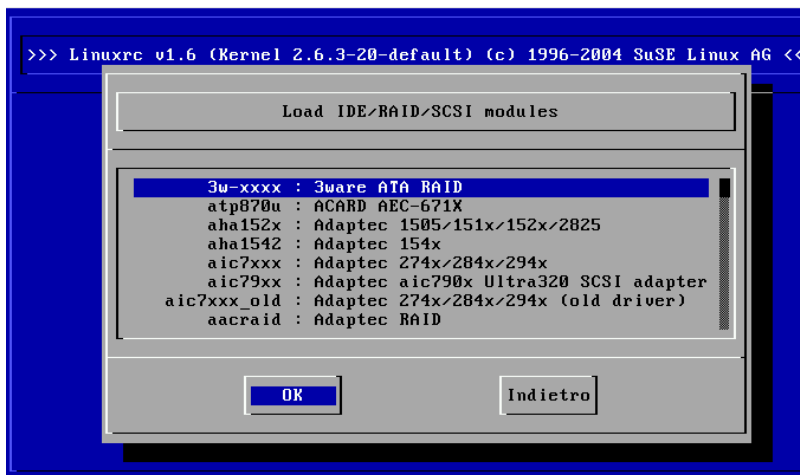 >>> Linuxrc v1.6 (Kernel 2.6.3-20-default) (c) 1996-2004 SuSE Linux AG <<
Load IDE/RAID/SCSI modules
3w-xxxx : 3ware ATA RAID
atp870u : ACARD AEC-671X
aha152x : Adaptec 1505/151x/152x/2825
aha1542 : Adaptec 154x
aic7xxx : Adaptec 274x/284x/294x
aic79xx : Adaptec aic790x Ultra320 SCSI adapter
aic7xxx_old : Adaptec 274x/284x/294x (old driver)
aacraid : Adaptec RAID
OK Indietro